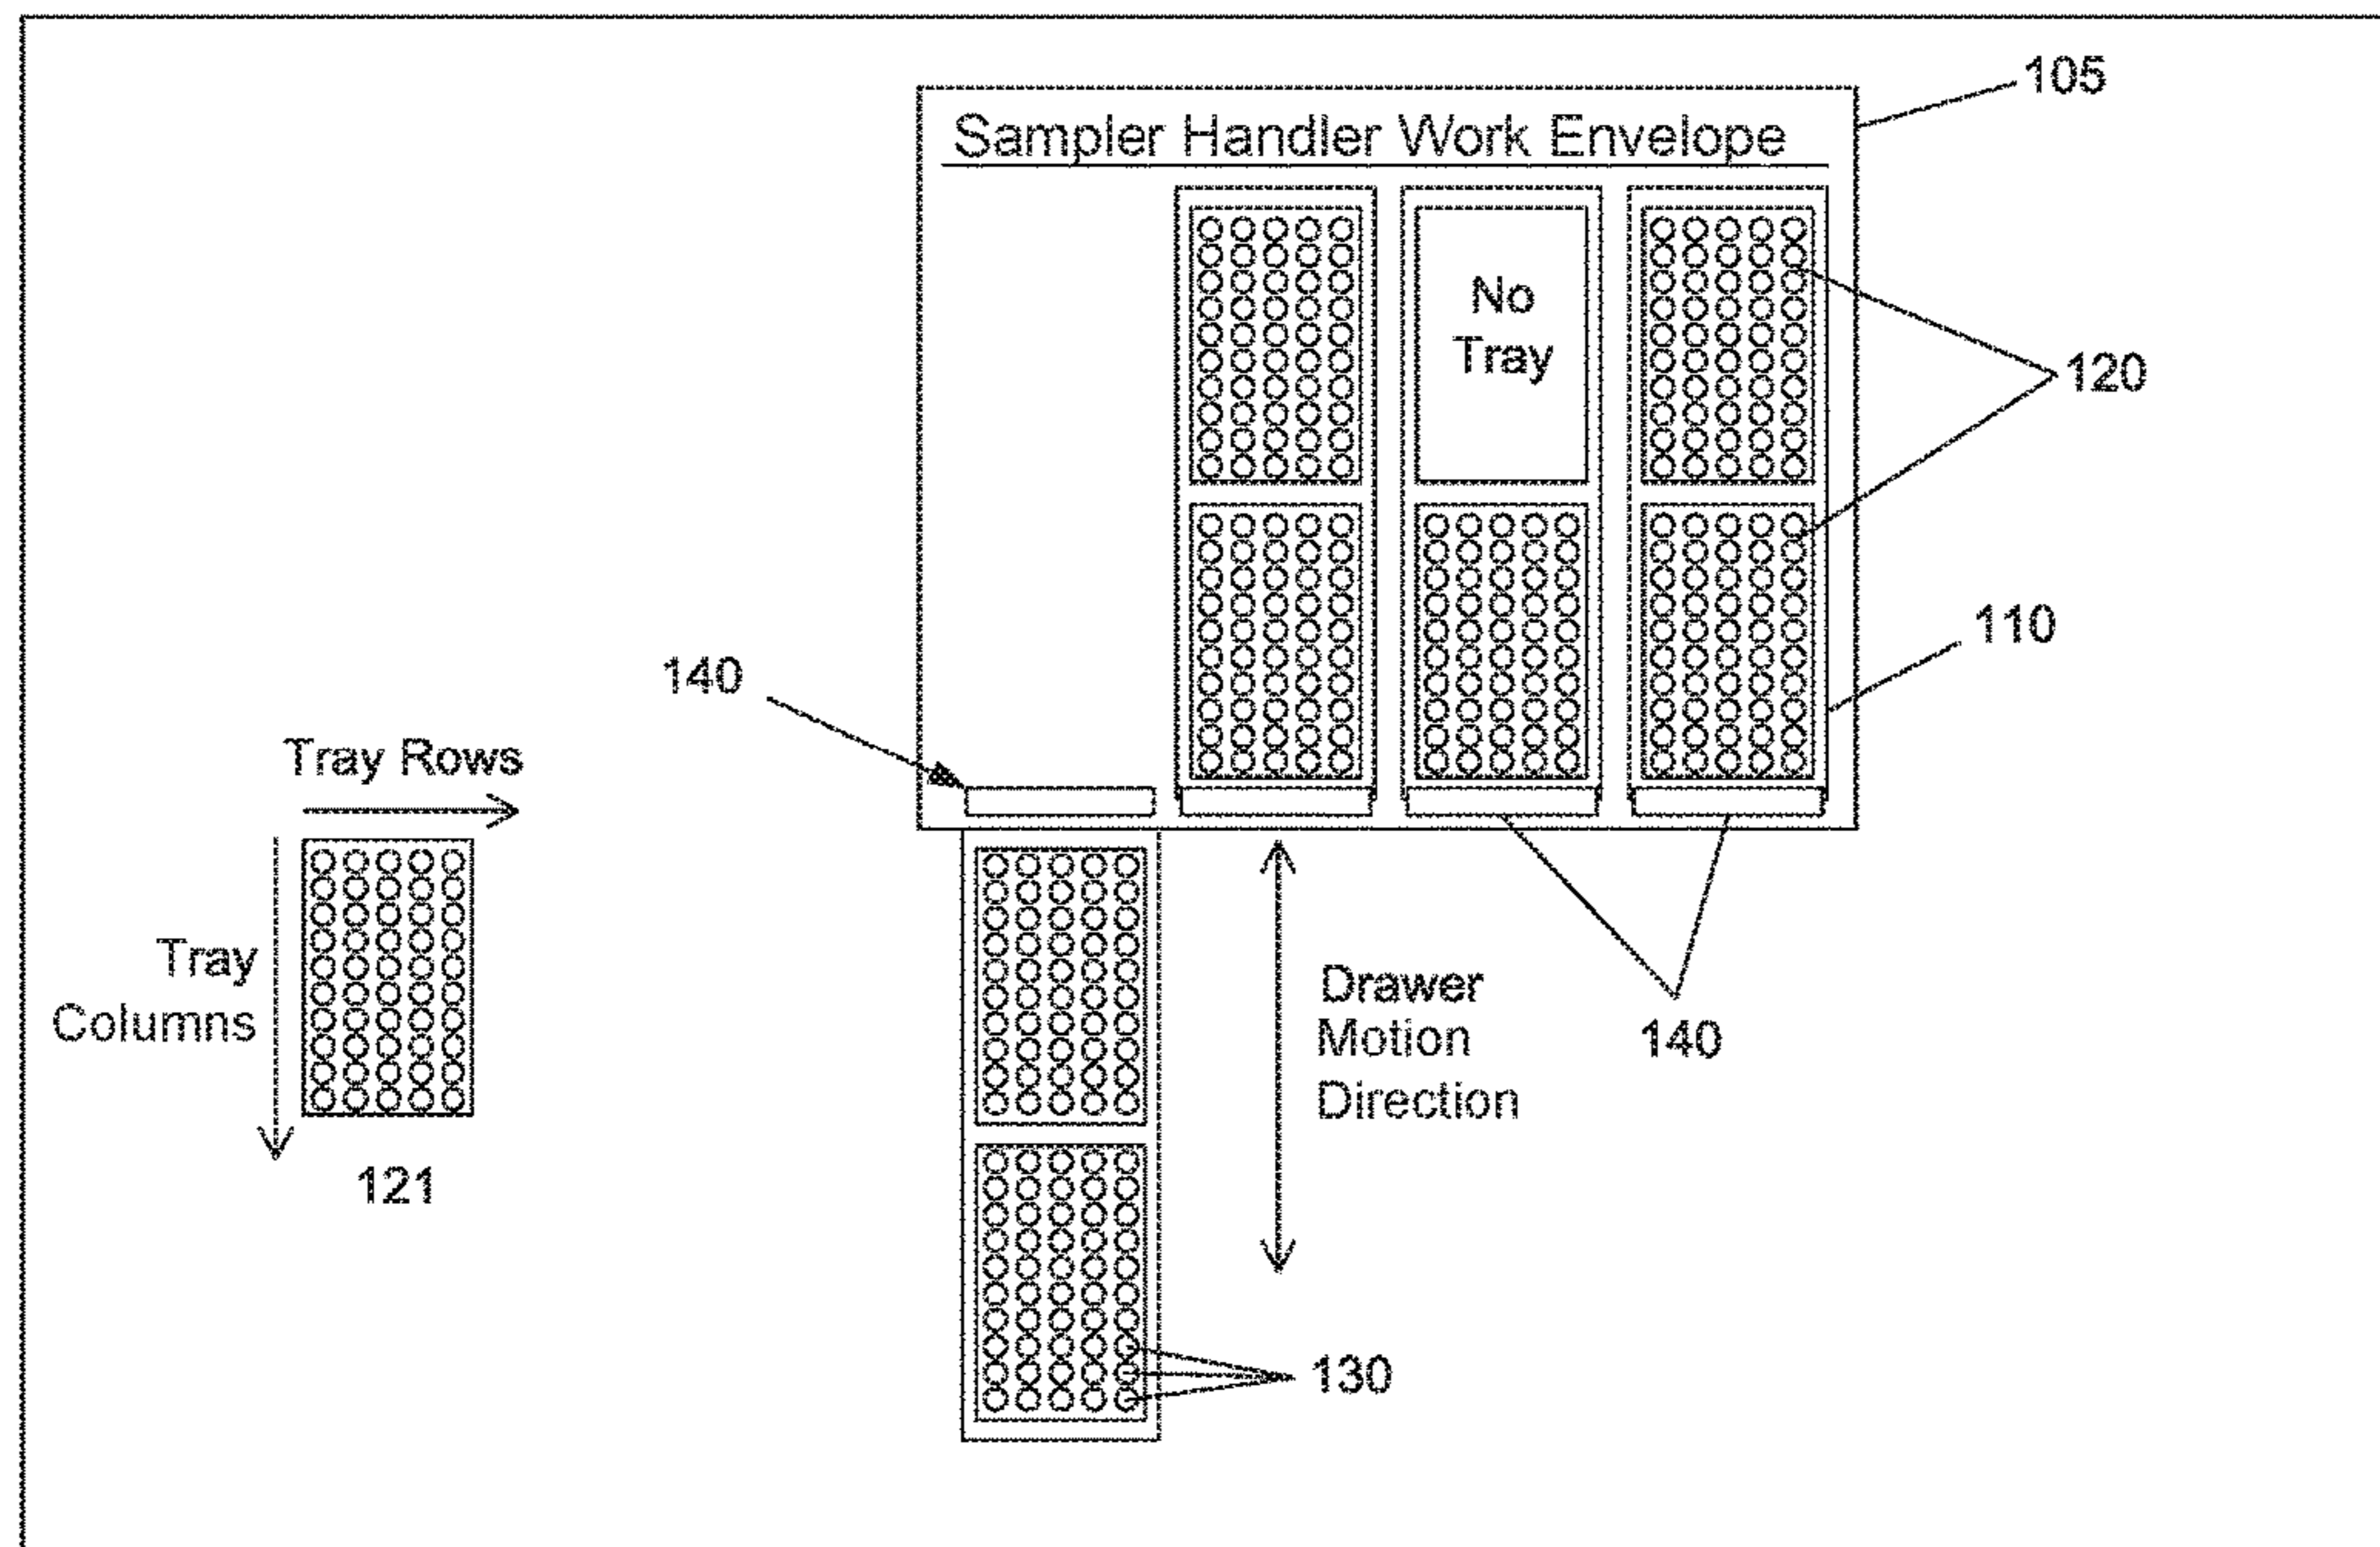 105
Sampler Handler Work Envelope
No
Tray
120
110
140
Tray Rows
Tray
Columns
121
Drawer
Motion
Direction
140
130